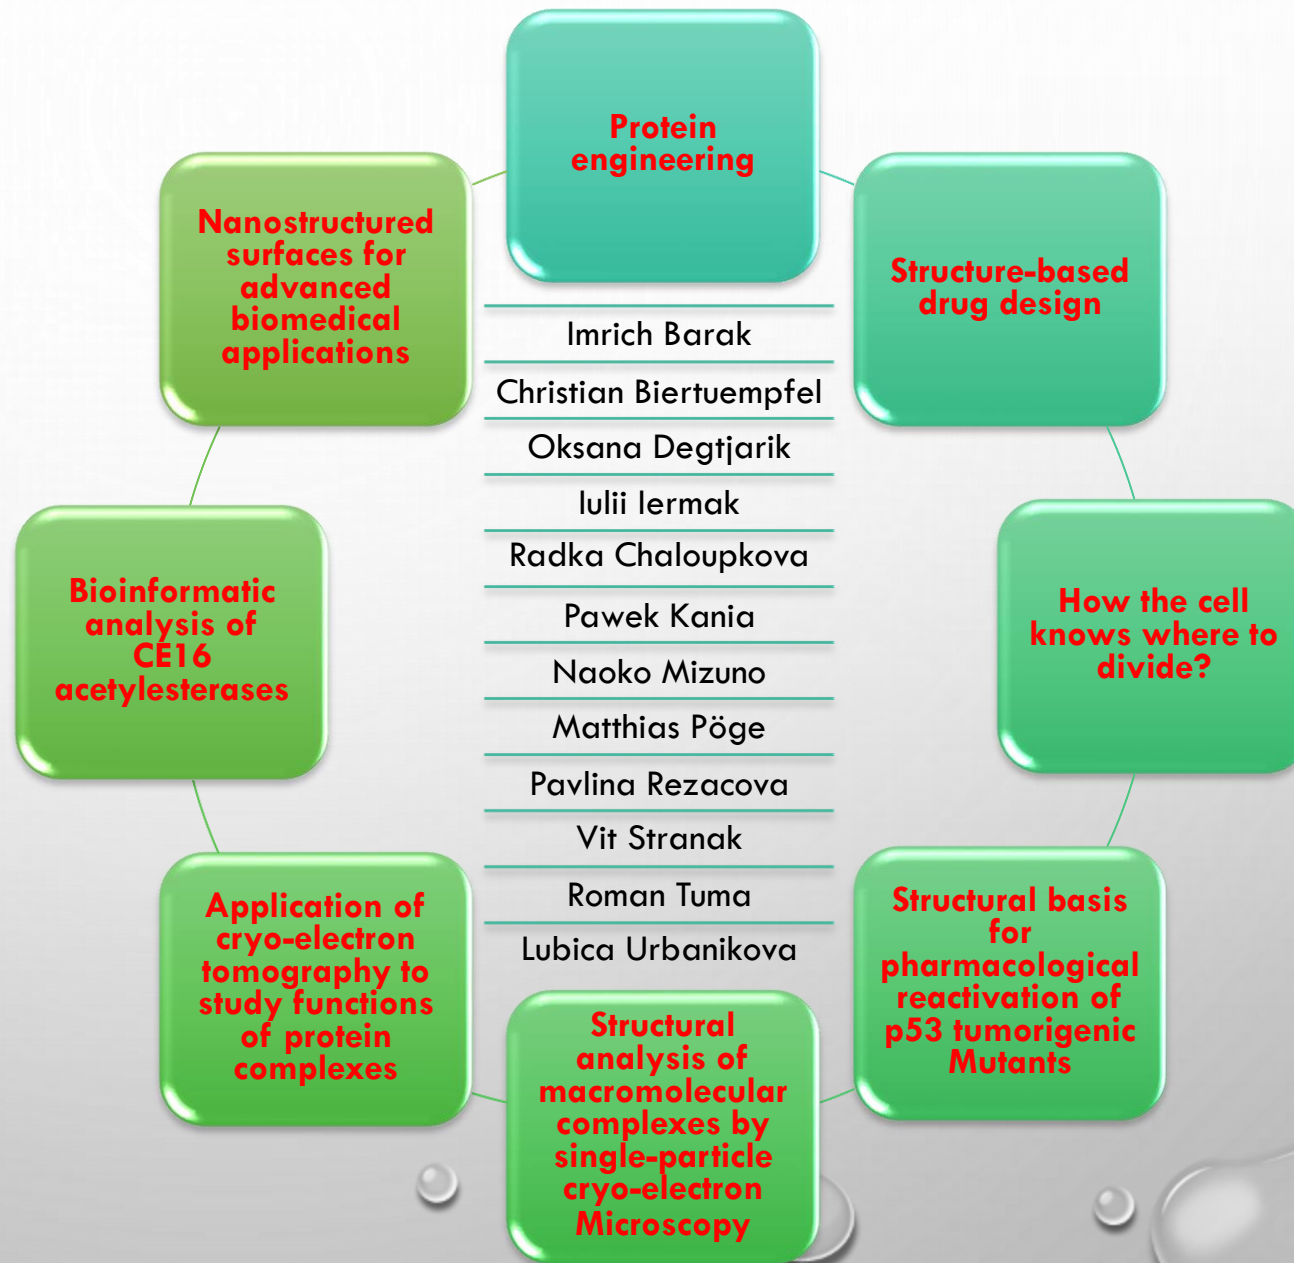 Protein
engineering
Structure-based
drug design
How the cell
knows where to
divide?
Structural basis
for
pharmacological
reactivation of
p53 tumorigenic
Mutants
Structural
analysis of
macromolecular
complexes by
single-particle
cryo-electron
Microscopy
Application of
cryo-electron
tomography to
study functions
of protein
complexes
Bioinformatic
analysis of
CE16
acetylesterases
Nanostructured
surfaces for
advanced
biomedical
applications
Imrich Barak
Christian Biertuempfel
Oksana Degtjarik
Iulii Iermak
Radka Chaloupkova
Pawek Kania
Naoko Mizuno
Matthias Pöge
Pavlina Rezacova
Vit Stranak
Roman Tuma
Lubica Urbanikova